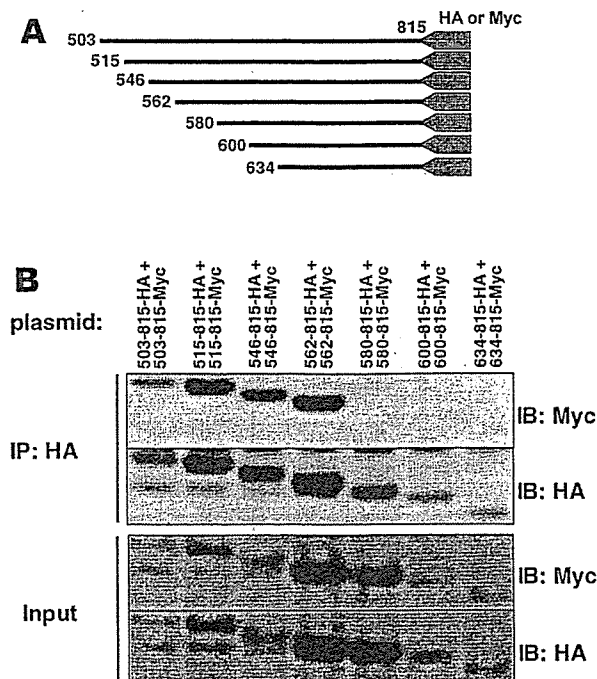 A
815 HA or Myc
503
515
546
562
580
600
634
B
plasmid:
503-815-HA +
503-815-Myc
515-815-HA +
515-815-Myc
546-815-HA +
546-815-Myc
562-815-HA +
562-815-Myc
580-815-HA +
580-815-Myc
600-815-HA +
600-815-Myc
634-815-HA +
634-815-Myc
IP: HA
IB: Myc
IB: HA
Input
IB: Myc
IB: HA